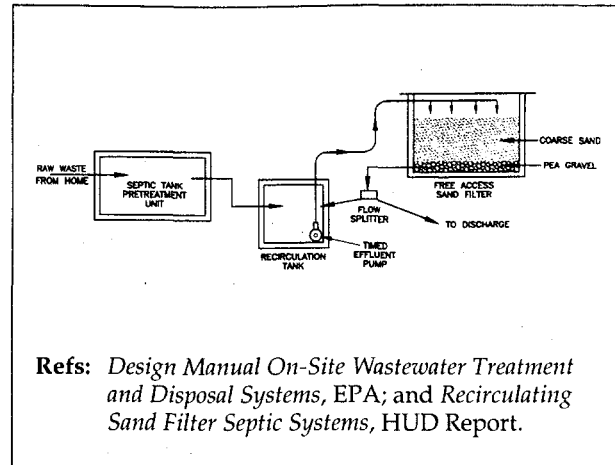 RAW WASTE
FROM HOME
SEPTIC TANK
PRETREATMENT
UNIT
RECIRCULATION
TANK
TIMED
EFFLUENT
PUMP
FLOW
SPLITTER
TO DISCHARGE
COARSE SAND
PEA GRAVEL
FREE ACCESS
SAND FILTER
Refs: Design Manual On-Site Wastewater Treatment
and Disposal Systems, EPA; and Recirculating
Sand Filter Septic Systems, HUD Report.